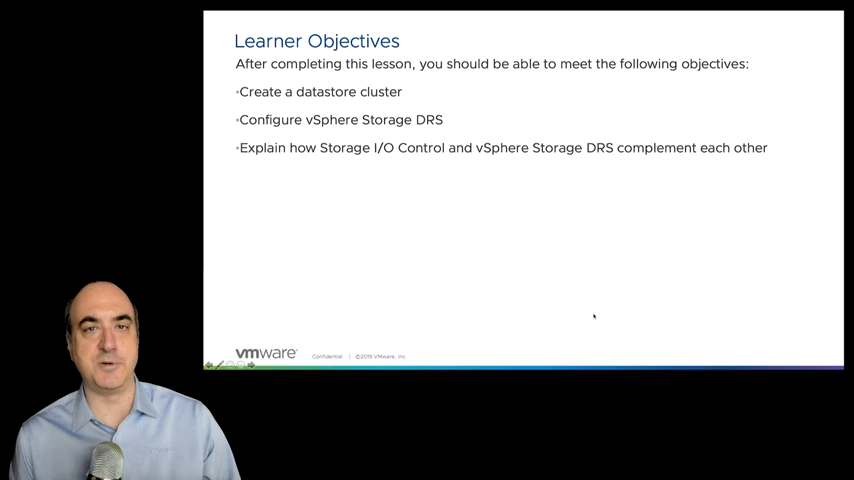 Learner Objectives
After completing this lesson, you should be able to meet the following objectives:
•Create a datastore cluster
•Configure vSphere Storage DRS
•Explain how Storage I/O Control and vSphere Storage DRS complement each other
vmware Confidential | ©2019 VMware, Inc.